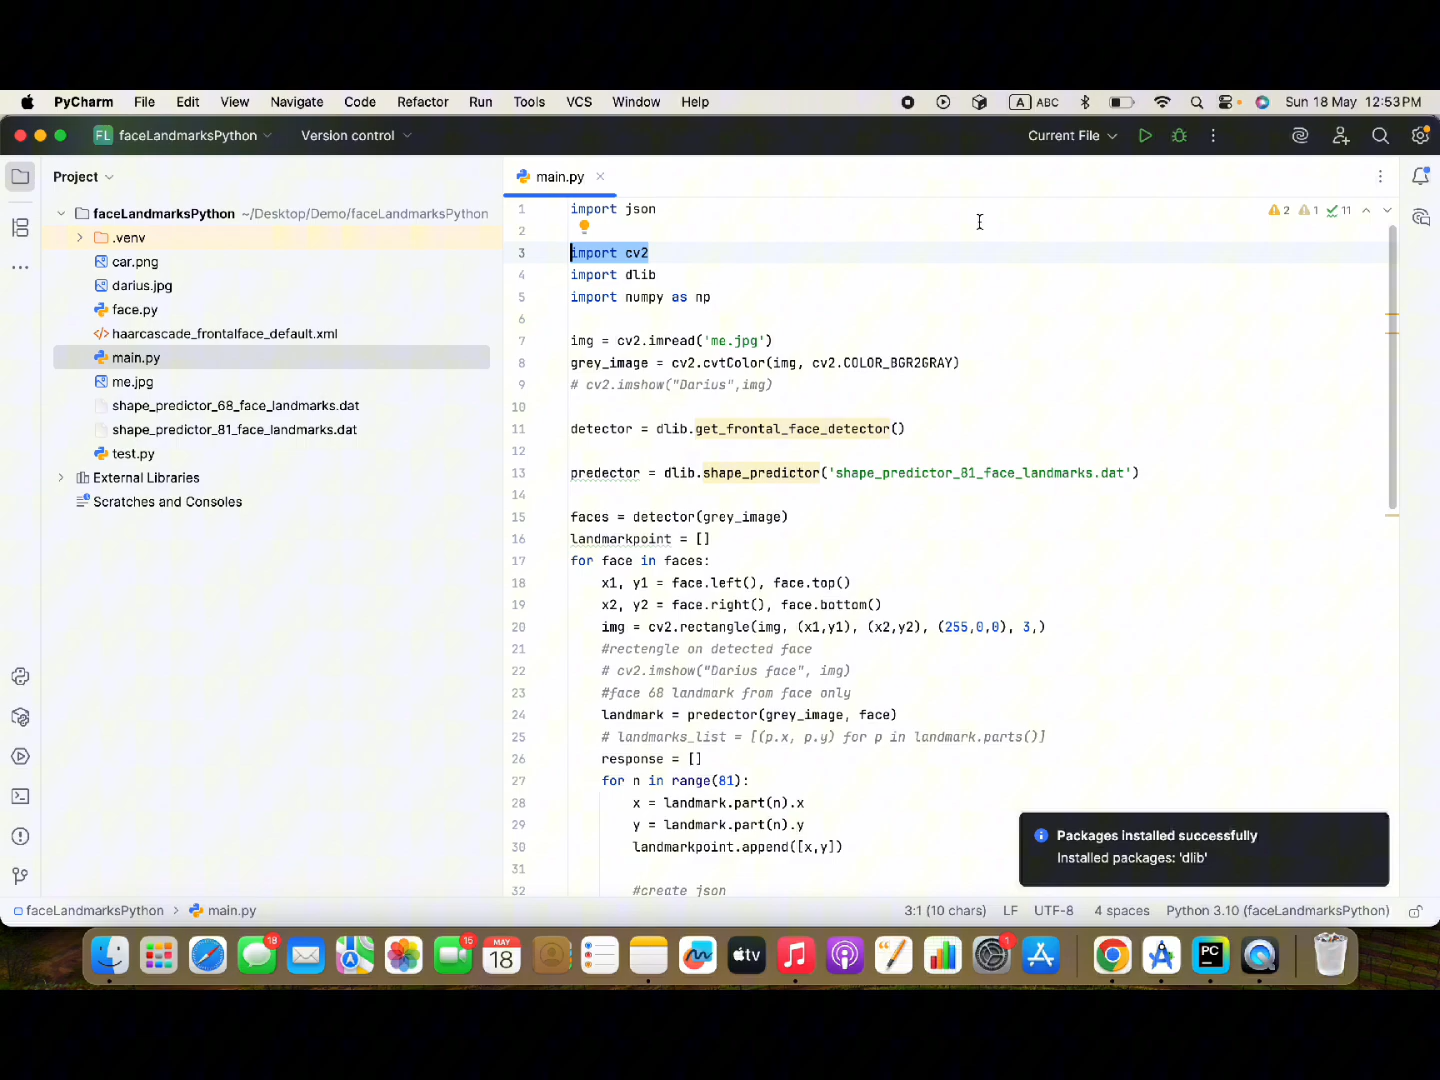 PyCharm File Edit View Navigate Code Refactor Run Tools VCS Window Help A ABC Sun 18 May 12:53 PM
FL faceLandmarksPython Version control Current File
Project
main.py
faceLandmarksPython ~/Desktop/Demo/faceLandmarksPython
.venv
car.png
darius.jpg
face.py
</> haarcascade_frontalface_default.xml
main.py
me.jpg
shape_predictor_68_face_landmarks.dat
shape_predictor_81_face_landmarks.dat
test.py
External Libraries
Scratches and Consoles
2 1 11
1 import json
2
3 import cv2
4 import dlib
5 import numpy as np
6
7 img = cv2.imread('me.jpg')
8 grey_image = cv2.cvtColor(img, cv2.COLOR_BGR2GRAY)
9 # cv2.imshow("Darius",img)
10
11 detector = dlib.get_frontal_face_detector()
12
13 predector = dlib.shape_predictor('shape_predictor_81_face_landmarks.dat')
14
15 faces = detector(grey_image)
16 landmarkpoint = []
17 for face in faces:
18 x1, y1 = face.left(), face.top()
19 x2, y2 = face.right(), face.bottom()
20 img = cv2.rectangle(img, (x1,y1), (x2,y2), (255,0,0), 3,)
21 #rectengle on detected face
22 # cv2.imshow("Darius face", img)
23 #face 68 landmark from face only
24 landmark = predector(grey_image, face)
25 # landmarks_list = [(p.x, p.y) for p in landmark.parts()]
26 response = []
27 for n in range(81):
28 x = landmark.part(n).x
29 y = landmark.part(n).y
30 landmarkpoint.append([x,y])
31
32 #create json
Packages installed successfully
Installed packages: 'dlib'
faceLandmarksPython > main.py 3:1 (10 chars) LF UTF-8 4 spaces Python 3.10 (faceLandmarksPython)
18 15 MAY 18 tv 1 PC